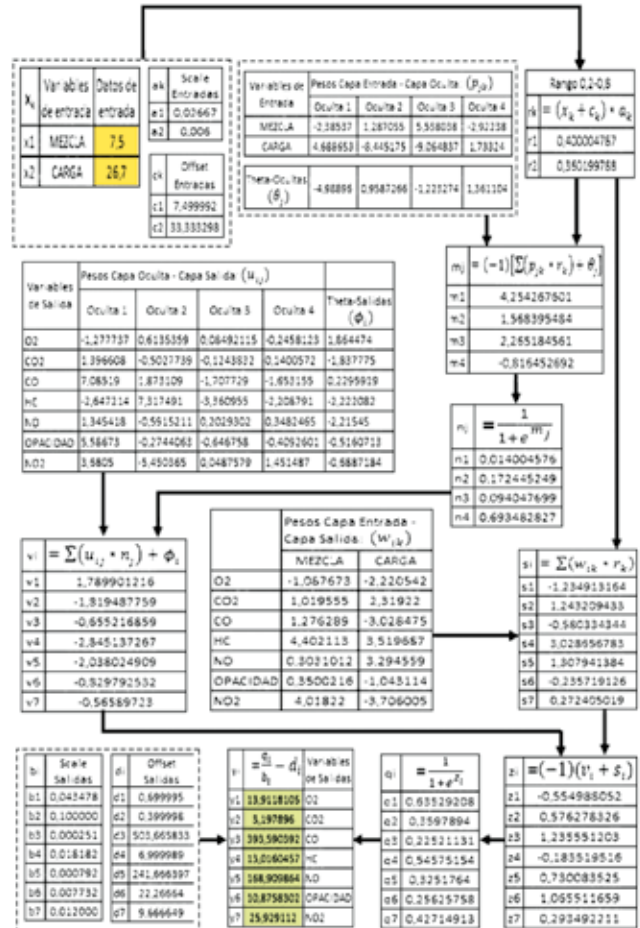 Xk Variables de entrada Datos de entrada
x1 MEZCLA 7,5
x2 CARGA 26,7
ak Scale Entradas
a1 0,02667
a2 0,006
ck Offset Entradas
c1 7,499992
c2 33,333298
Variables de Entrada Pesos Capa Entrada - Capa Oculta (pjk)
Oculta 1 Oculta 2 Oculta 3 Oculta 4
MEZCLA -2,38537 1,287055 5,558038 -2,92238
CARGA 4,688653 -8,445175 -9,064837 1,73324
Theta-Ocultas (θj) -4,98896 0,9587266 -1,223274 1,361104
Rango 0,2-0,8
rk = (xk + ck) * ak
r1 0,400004767
r2 0,360199788
mj = (-1)[∑(pjk * rk) + θj]
m1 4,254267601
m2 1,568395484
m3 2,265184561
m4 -0,816452692
Variables de Salida Pesos Capa Oculta - Capa Salida (uij)
Oculta 1 Oculta 2 Oculta 3 Oculta 4 Theta-Salidas (ϕi)
O2 -1,277737 0,6135359 0,08492115 -0,2458123 1,864474
CO2 1,396608 -0,5027739 -0,1243832 0,1400572 -1,837775
CO 7,08519 1,873109 -1,707729 -1,653155 0,2295919
HC -2,647214 7,317491 -3,360955 -2,208791 -2,222082
NO 1,345418 -0,5915211 0,2029302 0,3482465 -2,21545
OPACIDAD 5,58673 -0,2744063 -0,646758 -0,4092601 -0,5160713
NO2 3,6805 -5,450365 0,0487579 1,451487 -0,6887184
nj = 1 / 1 + e^mj
n1 0,014004576
n2 0,172445249
n3 0,094047699
n4 0,693482827
vi = ∑(uij * nj) + ϕi
v1 1,789901216
v2 -1,819487759
v3 -0,655216859
v4 -2,845137267
v5 -2,038024909
v6 -0,829792532
v7 -0,56589723
Pesos Capa Entrada - Capa Salida: (wik)
MEZCLA CARGA
O2 -1,087673 -2,220542
CO2 1,019555 2,31922
CO 1,276289 -3,028475
HC 4,402113 3,519687
NO 0,3031012 3,294559
OPACIDAD 0,3500216 -1,043114
NO2 4,01822 -3,706005
si = ∑(wik * rk)
s1 -1,234913164
s2 1,243209433
s3 -0,580334344
s4 3,028656783
s5 1,307941384
s6 -0,235719126
s7 0,272405019
bi Scale Salidas
b1 0,043478
b2 0,100000
b3 0,000251
b4 0,018182
b5 0,000792
b6 0,007732
b7 0,012000
di Offset Salidas
d1 0,699995
d2 0,399998
d3 503,665833
d4 6,999989
d5 241,666397
d6 22,26664
d7 9,666649
yi = qi / bi − di Variables de Salidas
y1 13,9118105 O2
y2 3,197896 CO2
y3 393,590392 CO
y4 13,0160457 HC
y5 168,909864 NO
y6 10,8758302 OPACIDAD
y7 25,929112 NO2
qi = 1 / 1 + e^zi
q1 0,63529208
q2 0,3597894
q3 0,22521131
q4 0,54575154
q5 0,3251764
q6 0,25625758
q7 0,42714913
zi =(-1)(vi + si)
z1 -0,554988052
z2 0,576278326
z3 1,235551203
z4 -0,183519516
z5 0,730083525
z6 1,065511659
z7 0,293492211